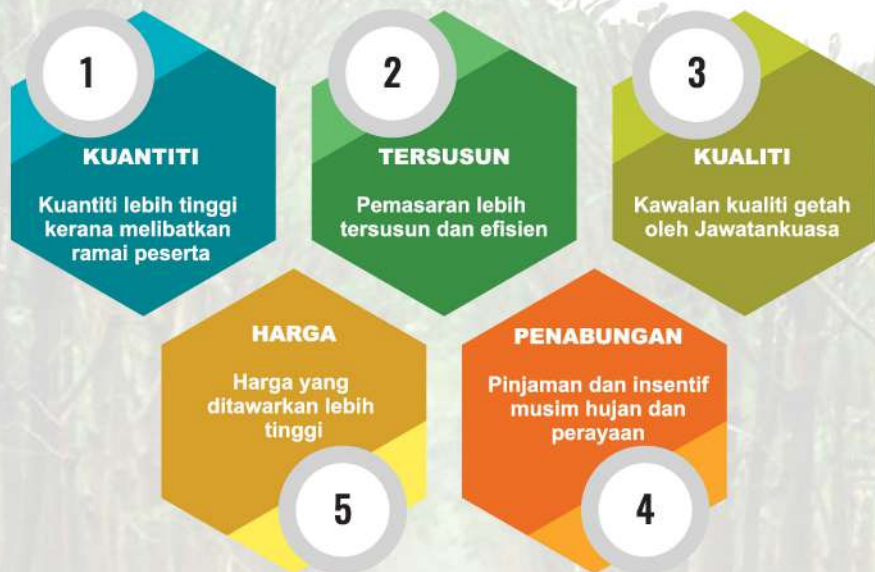 1
KUANTITI
Kuantiti lebih tinggi
kerana melibatkan
ramai peserta
2
TERSUSUN
Pemasaran lebih
tersusun dan efisien
3
KUALITI
Kawalan kualiti getah
oleh Jawatankuasa
HARGA
Harga yang
ditawarkan lebih
tinggi
5
PENABUNGAN
Pinjaman dan insentif
musim hujan dan
perayaan
4